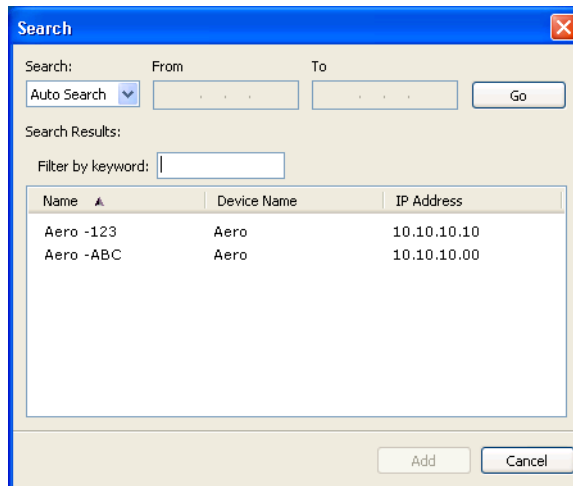 Search
Search: From To
Auto Search . . . . . . Go
Search Results:
Filter by keyword:
Name Device Name IP Address
Aero -123 Aero 10.10.10.10
Aero -ABC Aero 10.10.10.00
Add Cancel